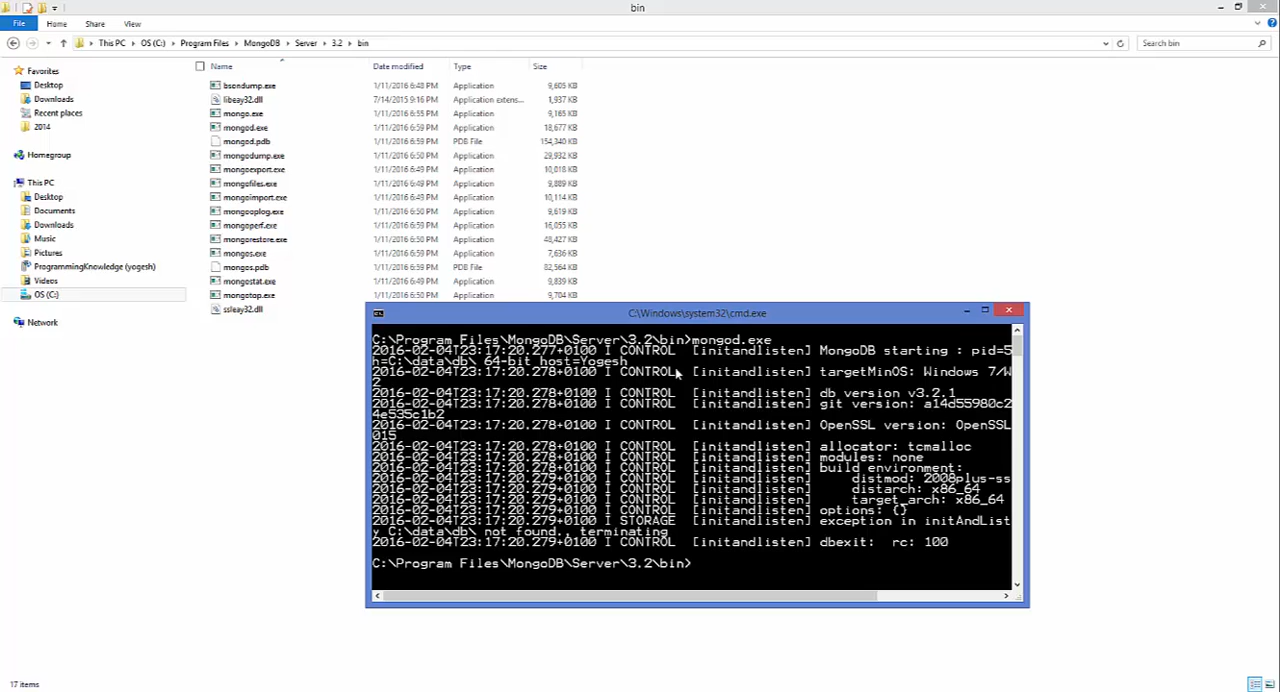 bin
File Home Share View
This PC OS (C:) Program Files MongoDB Server 3.2 bin Search bin
Name Date modified Type Size
Favorites
Desktop
Downloads
Recent places
2014
Homegroup
This PC
Desktop
Documents
Downloads
Music
Pictures
ProgrammingKnowledge (yogesh)
Videos
OS (C:)
Network
bsondump.exe 1/11/2016 6:48 PM Application 9,605 KB
libeay32.dll 7/14/2015 9:16 PM Application extens... 1,937 KB
mongo.exe 1/11/2016 6:55 PM Application 9,165 KB
mongod.exe 1/11/2016 6:59 PM Application 18,677 KB
mongod.pdb 1/11/2016 6:59 PM PDB File 154,340 KB
mongodump.exe 1/11/2016 6:50 PM Application 29,932 KB
mongoexport.exe 1/11/2016 6:49 PM Application 10,018 KB
mongofiles.exe 1/11/2016 6:49 PM Application 9,889 KB
mongoimport.exe 1/11/2016 6:49 PM Application 10,114 KB
mongooplog.exe 1/11/2016 6:50 PM Application 9,619 KB
mongoperf.exe 1/11/2016 6:59 PM Application 16,055 KB
mongorestore.exe 1/11/2016 6:50 PM Application 48,427 KB
mongos.exe 1/11/2016 6:59 PM Application 7,636 KB
mongos.pdb 1/11/2016 6:59 PM PDB File 82,564 KB
mongostat.exe 1/11/2016 6:49 PM Application 9,839 KB
mongotop.exe 1/11/2016 6:50 PM Application 9,704 KB
ssleay32.dll
C:\Windows\system32\cmd.exe
C:\Program Files\MongoDB\Server\3.2\bin>mongod.exe
2016-02-04T23:17:20.277+0100 I CONTROL [initandlisten] MongoDB starting : pid=5
h=C:\data\db\ 64-bit host=Yogesh
2016-02-04T23:17:20.278+0100 I CONTROL [initandlisten] targetMinOS: Windows 7/W
2
2016-02-04T23:17:20.278+0100 I CONTROL [initandlisten] db version v3.2.1
2016-02-04T23:17:20.278+0100 I CONTROL [initandlisten] git version: a14d55980c2
4e535c1b2
2016-02-04T23:17:20.278+0100 I CONTROL [initandlisten] OpenSSL version: OpenSSL
015
2016-02-04T23:17:20.278+0100 I CONTROL [initandlisten] allocator: tcmalloc
2016-02-04T23:17:20.278+0100 I CONTROL [initandlisten] modules: none
2016-02-04T23:17:20.278+0100 I CONTROL [initandlisten] build environment:
2016-02-04T23:17:20.279+0100 I CONTROL [initandlisten] distmod: 2008plus-ss
2016-02-04T23:17:20.279+0100 I CONTROL [initandlisten] distarch: x86_64
2016-02-04T23:17:20.279+0100 I CONTROL [initandlisten] target_arch: x86_64
2016-02-04T23:17:20.279+0100 I CONTROL [initandlisten] options: {}
2016-02-04T23:17:20.279+0100 I STORAGE [initandlisten] exception in initAndList
y C:\data\db\ not found., terminating
2016-02-04T23:17:20.279+0100 I CONTROL [initandlisten] dbexit: rc: 100
C:\Program Files\MongoDB\Server\3.2\bin>
17 items